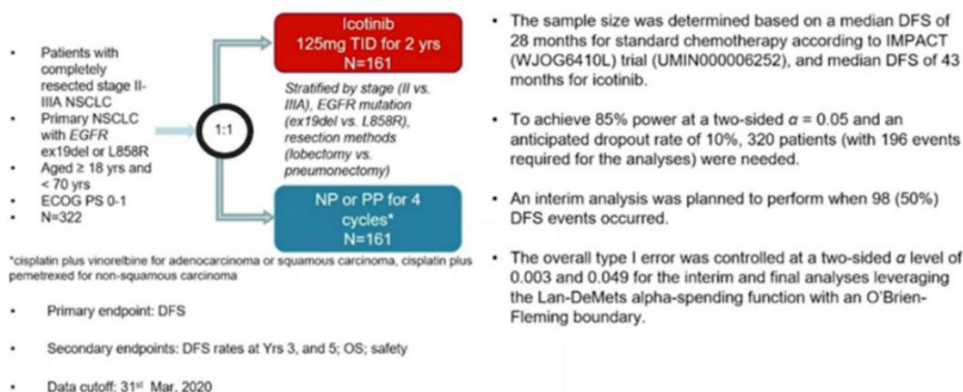 Patients with
completely
resected stage II-
IIIA NSCLC
Primary NSCLC
with EGFR
ex19del or L858R
Aged ≥ 18 yrs and
< 70 yrs
ECOG PS 0-1
N=322
1:1
Icotinib
125mg TID for 2 yrs
N=161
Stratified by stage (II vs.
IIIA), EGFR mutation
(ex19del vs. L858R),
resection methods
(lobectomy vs.
pneumonectomy)
NP or PP for 4
cycles*
N=161
*cisplatin plus vinorelbine for adenocarcinoma or squamous carcinoma, cisplatin plus
pemetrexed for non-squamous carcinoma
Primary endpoint: DFS
Secondary endpoints: DFS rates at Yrs 3, and 5; OS; safety
Data cutoff: 31st Mar, 2020
The sample size was determined based on a median DFS of
28 months for standard chemotherapy according to IMPACT
(WJOG6410L) trial (UMIN000006252), and median DFS of 43
months for icotinib.
To achieve 85% power at a two-sided α = 0.05 and an
anticipated dropout rate of 10%, 320 patients (with 196 events
required for the analyses) were needed.
An interim analysis was planned to perform when 98 (50%)
DFS events occurred.
The overall type I error was controlled at a two-sided α level of
0.003 and 0.049 for the interim and final analyses leveraging
the Lan-DeMets alpha-spending function with an O'Brien-
Fleming boundary.